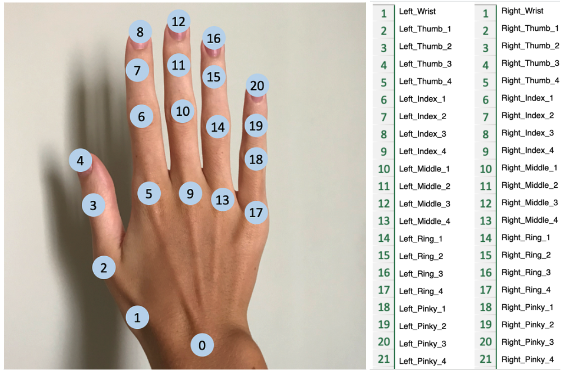 12
8
16
7
11
15
20
6
10
14
19
4
18
5
9
13
3
17
2
1
0
1 Left_Wrist 1 Right_Wrist
2 Left_Thumb_1 2 Right_Thumb_1
3 Left_Thumb_2 3 Right_Thumb_2
4 Left_Thumb_3 4 Right_Thumb_3
5 Left_Thumb_4 5 Right_Thumb_4
6 Left_Index_1 6 Right_Index_1
7 Left_Index_2 7 Right_Index_2
8 Left_Index_3 8 Right_Index_3
9 Left_Index_4 9 Right_Index_4
10 Left_Middle_1 10 Right_Middle_1
11 Left_Middle_2 11 Right_Middle_2
12 Left_Middle_3 12 Right_Middle_3
13 Left_Middle_4 13 Right_Middle_4
14 Left_Ring_1 14 Right_Ring_1
15 Left_Ring_2 15 Right_Ring_2
16 Left_Ring_3 16 Right_Ring_3
17 Left_Ring_4 17 Right_Ring_4
18 Left_Pinky_1 18 Right_Pinky_1
19 Left_Pinky_2 19 Right_Pinky_2
20 Left_Pinky_3 20 Right_Pinky_3
21 Left_Pinky_4 21 Right_Pinky_4